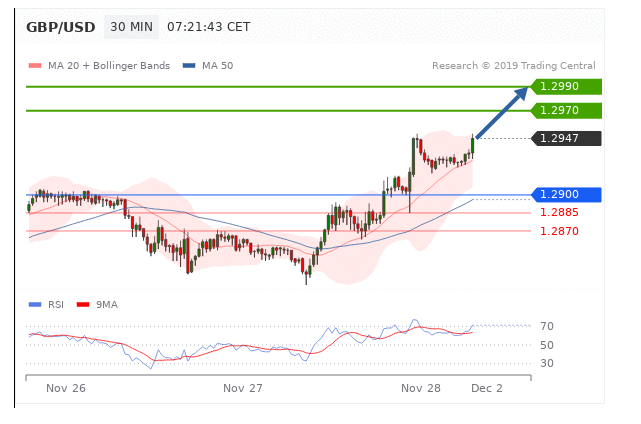 GBP/USD 30 MIN 07:21:43 CET
MA 20 + Bollinger Bands MA 50 Research © 2019 Trading Central
1.2990
1.2970
1.2947
1.2900
1.2885
1.2870
RSI 9MA
70
50
30
Nov 26 Nov 27 Nov 28 Dec 2